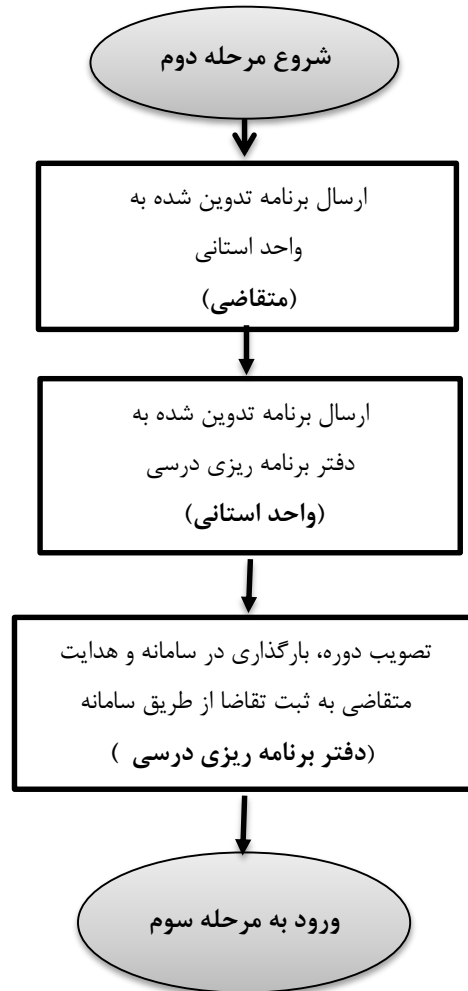 شروع مرحله دوم
ارسال برنامه تدوین شده به
واحد استانی
(متقاضی)
ارسال برنامه تدوین شده به
دفتر برنامه ریزی درسی
(واحد استانی)
تصویب دوره، بارگذاری در سامانه و هدایت
متقاضی به ثبت تقاضا از طریق سامانه
(دفتر برنامه ریزی درسی )
ورود به مرحله سوم